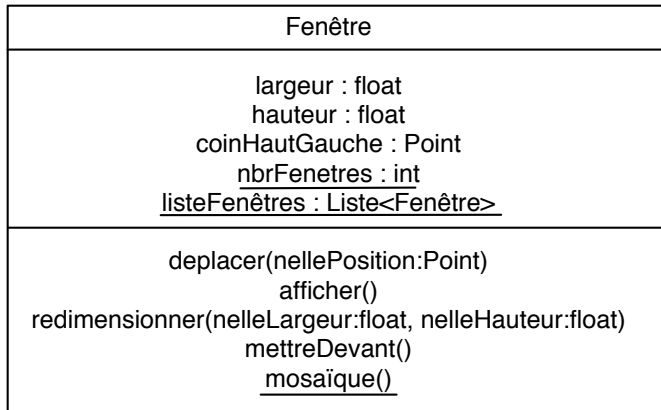 Fenêtre
largeur : float
hauteur : float
coinHautGauche : Point
nbrFenetres : int
listeFenêtres : Liste<Fenêtre>
deplacer(nellePosition:Point)
afficher()
redimensionner(nelleLargeur:float, nelleHauteur:float)
mettreDevant()
mosaïque()